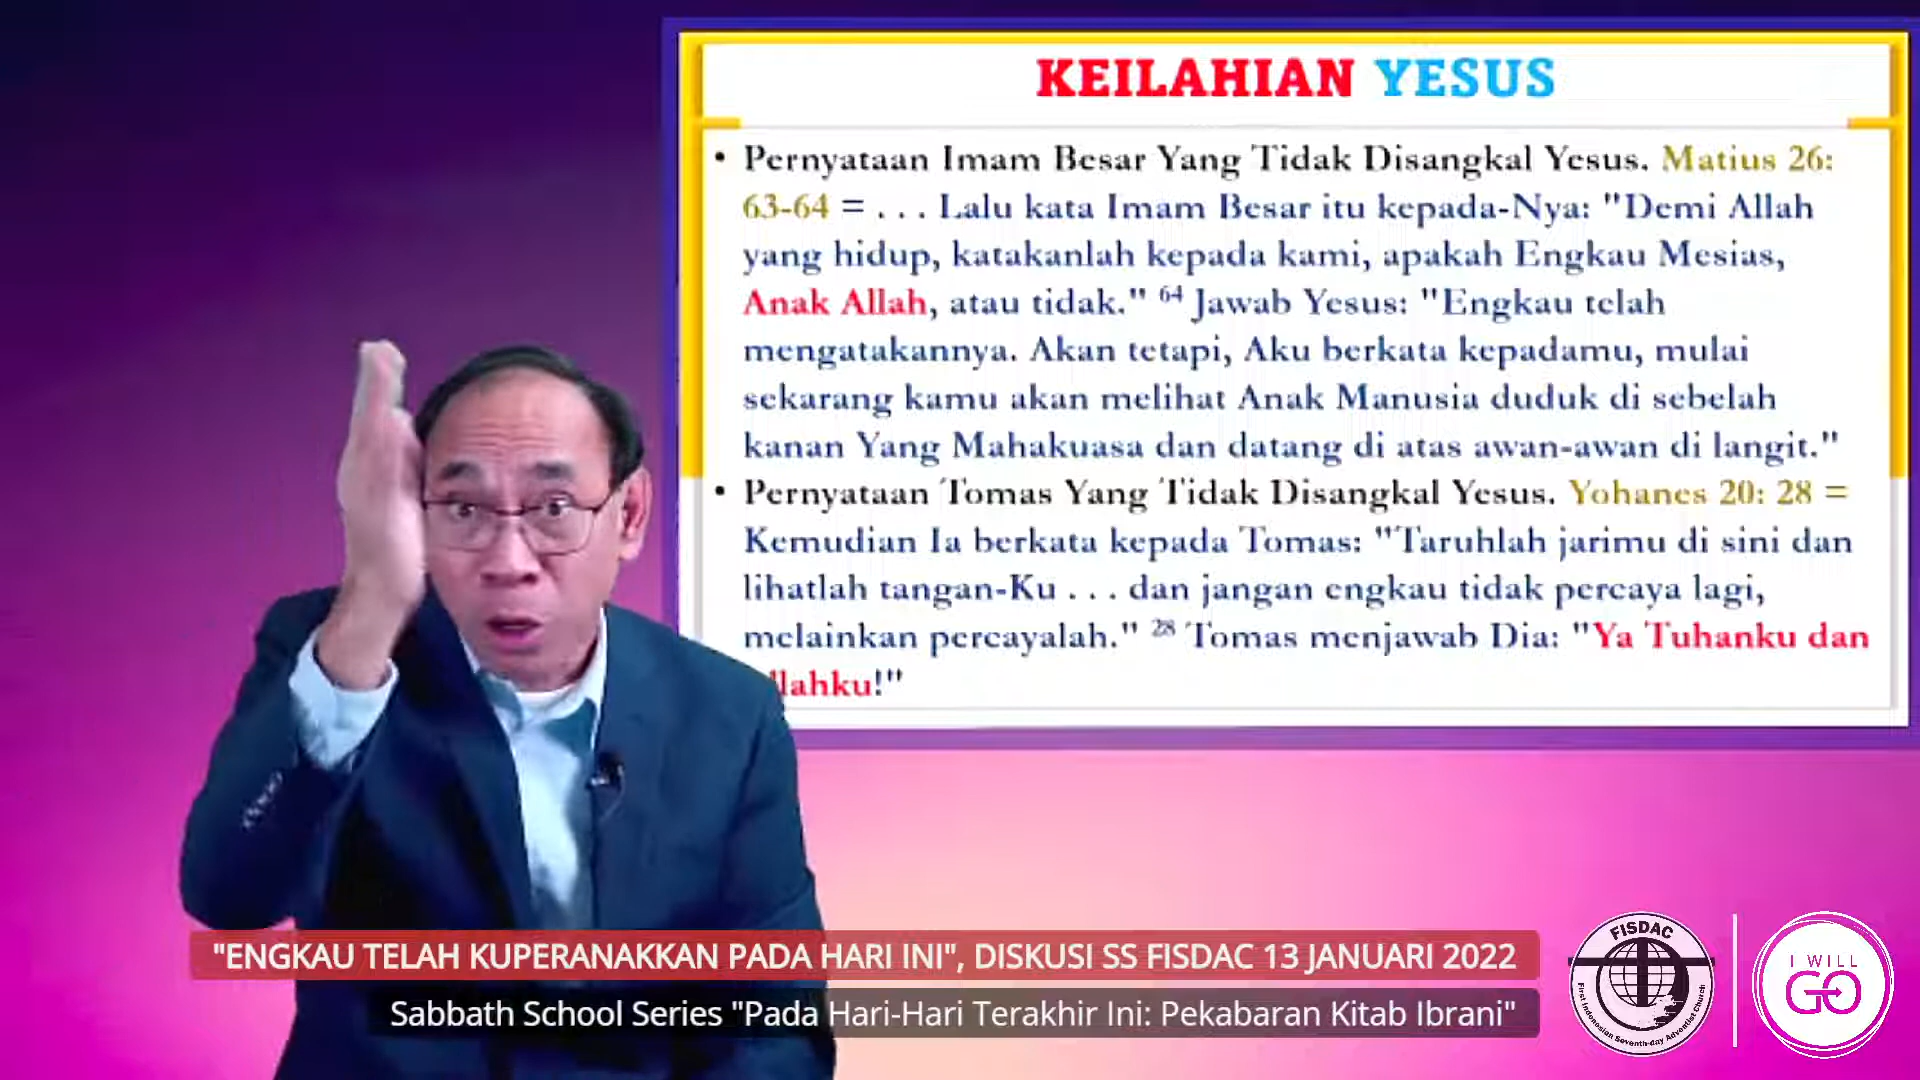 KEILAHIAN YESUS
• Pernyataan Imam Besar Yang Tidak Disangkal Yesus. Matius 26:
63-64 = . . . Lalu kata Imam Besar itu kepada-Nya: "Demi Allah
yang hidup, katakanlah kepada kami, apakah Engkau Mesias,
Anak Allah, atau tidak." 64 Jawab Yesus: "Engkau telah
mengatakannya. Akan tetapi, Aku berkata kepadamu, mulai
sekarang kamu akan melihat Anak Manusia duduk di sebelah
kanan Yang Mahakuasa dan datang di atas awan-awan di langit."
• Pernyataan Tomas Yang Tidak Disangkal Yesus. Yohanes 20: 28 =
Kemudian Ia berkata kepada Tomas: "Taruhlah jarimu di sini dan
lihatlah tangan-Ku . . . dan jangan engkau tidak percaya lagi,
melainkan percayalah." 28 Tomas menjawab Dia: "Ya Tuhanku dan
llahku!"
"ENGKAU TELAH KUPERANAKKAN PADA HARI INI", DISKUSI SS FISDAC 13 JANUARI 2022
Sabbath School Series "Pada Hari-Hari Terakhir Ini: Pekabaran Kitab Ibrani"
FISDAC
First Indonesian Seventh-day Adventist Church
I WILL
GO